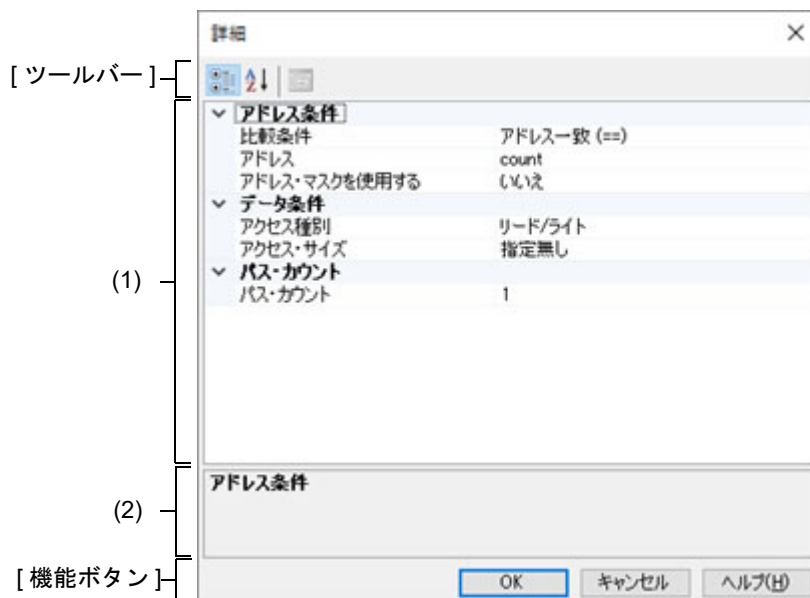 詳細
[ ツールバー ]
アドレス条件
比較条件 アドレス一致 (==)
アドレス count
アドレス・マスクを使用する いいえ
データ条件
アクセス種別 リード/ライト
アクセス・サイズ 指定無し
パス・カウント
パス・カウント 1
(1)
アドレス条件
(2)
[ 機能ボタン ]
OK キャンセル ヘルプ(H)